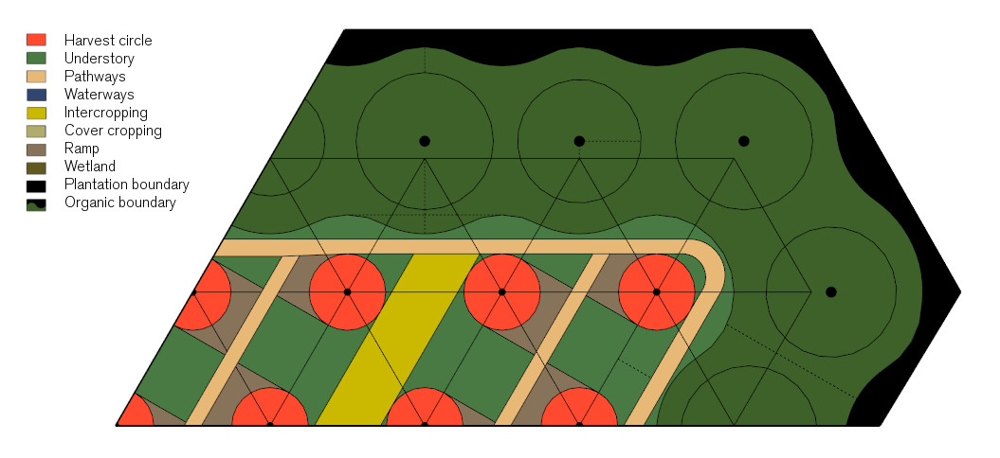 Harvest circle
Understory
Pathways
Waterways
Intercropping
Cover cropping
Ramp
Wetland
Plantation boundary
Organic boundary